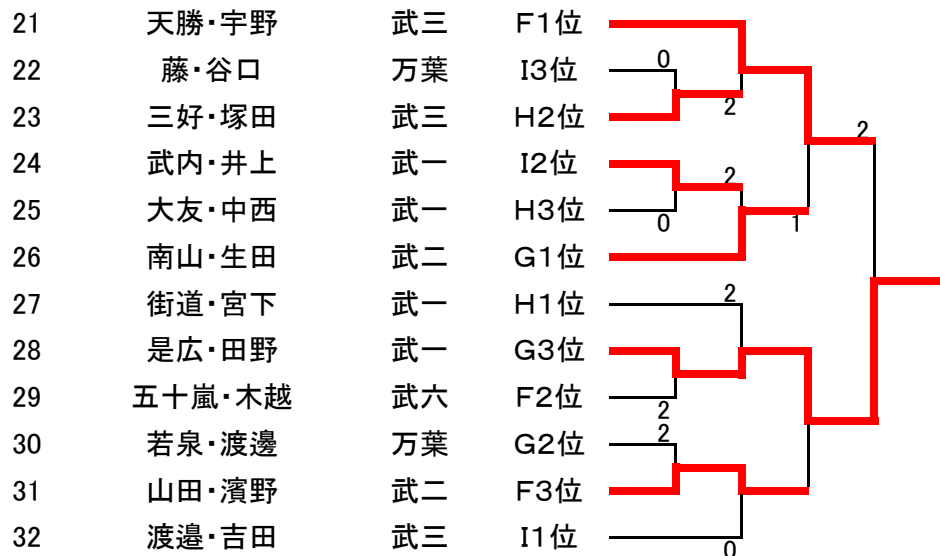 21 天勝・宇野 武三 F1位
22 藤・谷口 万葉 I3位 0
23 三好・塚田 武三 H2位 2
2
24 武内・井上 武一 I2位 2
25 大友・中西 武一 H3位 0 1
26 南山・生田 武二 G1位
27 街道・宮下 武一 H1位 2
28 是広・田野 武一 G3位
29 五十嵐・木越 武六 F2位 2
30 若泉・渡邊 万葉 G2位 2
31 山田・濱野 武二 F3位
32 渡邉・吉田 武三 I1位 0